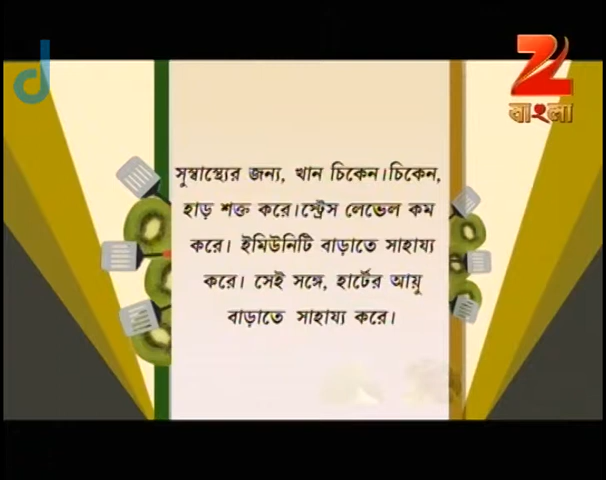 বাংলা
সুস্বাস্থ্যের জন্য, খান চিকেন।চিকেন,
হাড় শক্ত করে।স্ট্রেস লেভেল কম
করে। ইমিউনিটি বাড়াতে সাহায্য
করে। সেই সঙ্গে, হার্টের আয়ু
বাড়াতে সাহায্য করে।